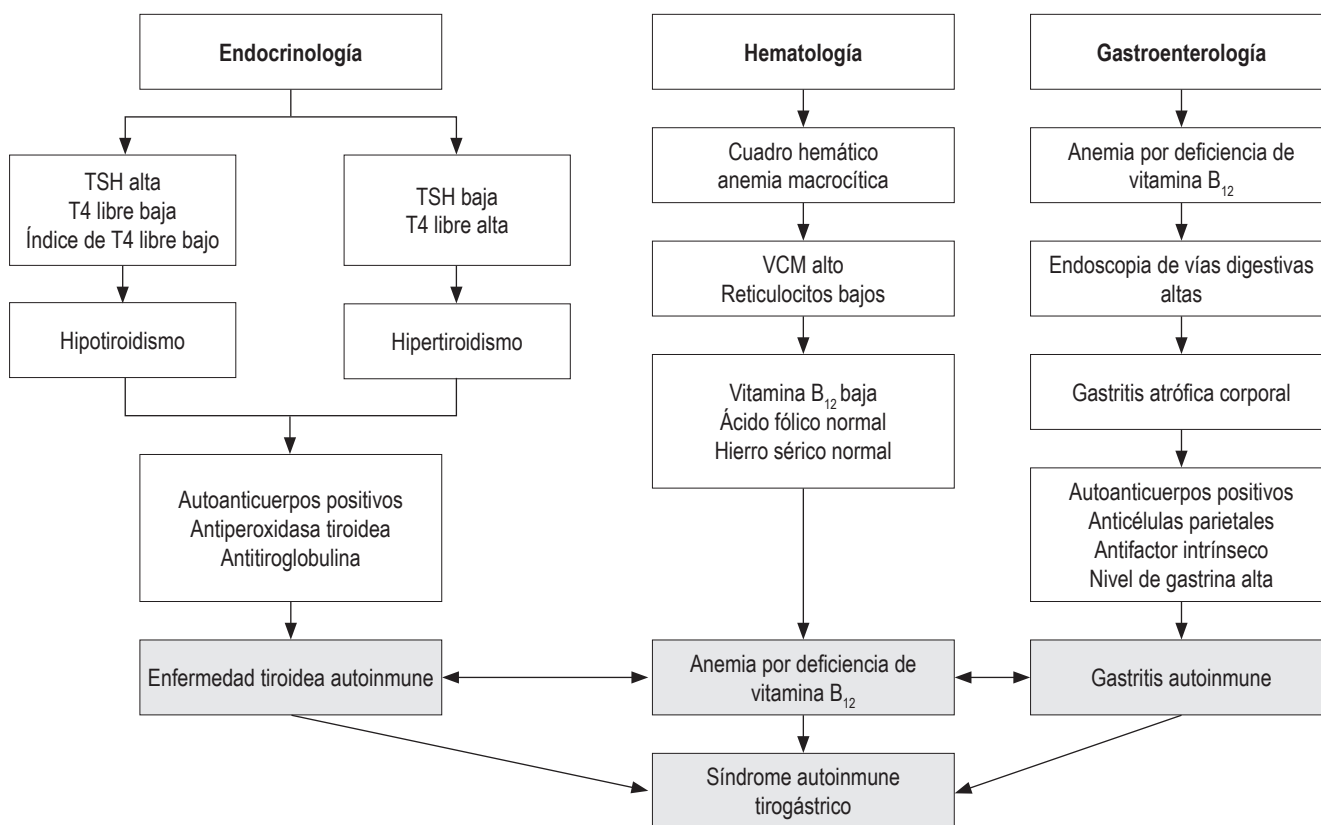 Endocrinología
TSH alta
T4 libre baja
Índice de T4 libre bajo
TSH baja
T4 libre alta
Hipotiroidismo
Hipertiroidismo
Autoanticuerpos positivos
Antiperoxidasa tiroidea
Antitiroglobulina
Enfermedad tiroidea autoinmune
Hematología
Cuadro hemático
anemia macrocítica
VCM alto
Reticulocitos bajos
Vitamina B₁₂ baja
Ácido fólico normal
Hierro sérico normal
Anemia por deficiencia de
vitamina B₁₂
Gastroenterología
Anemia por deficiencia de
vitamina B₁₂
Endoscopia de vías digestivas
altas
Gastritis atrófica corporal
Autoanticuerpos positivos
Anticélulas parietales
Antifactor intrínseco
Nivel de gastrina alta
Gastritis autoinmune
Síndrome autoinmune
tirogástrico